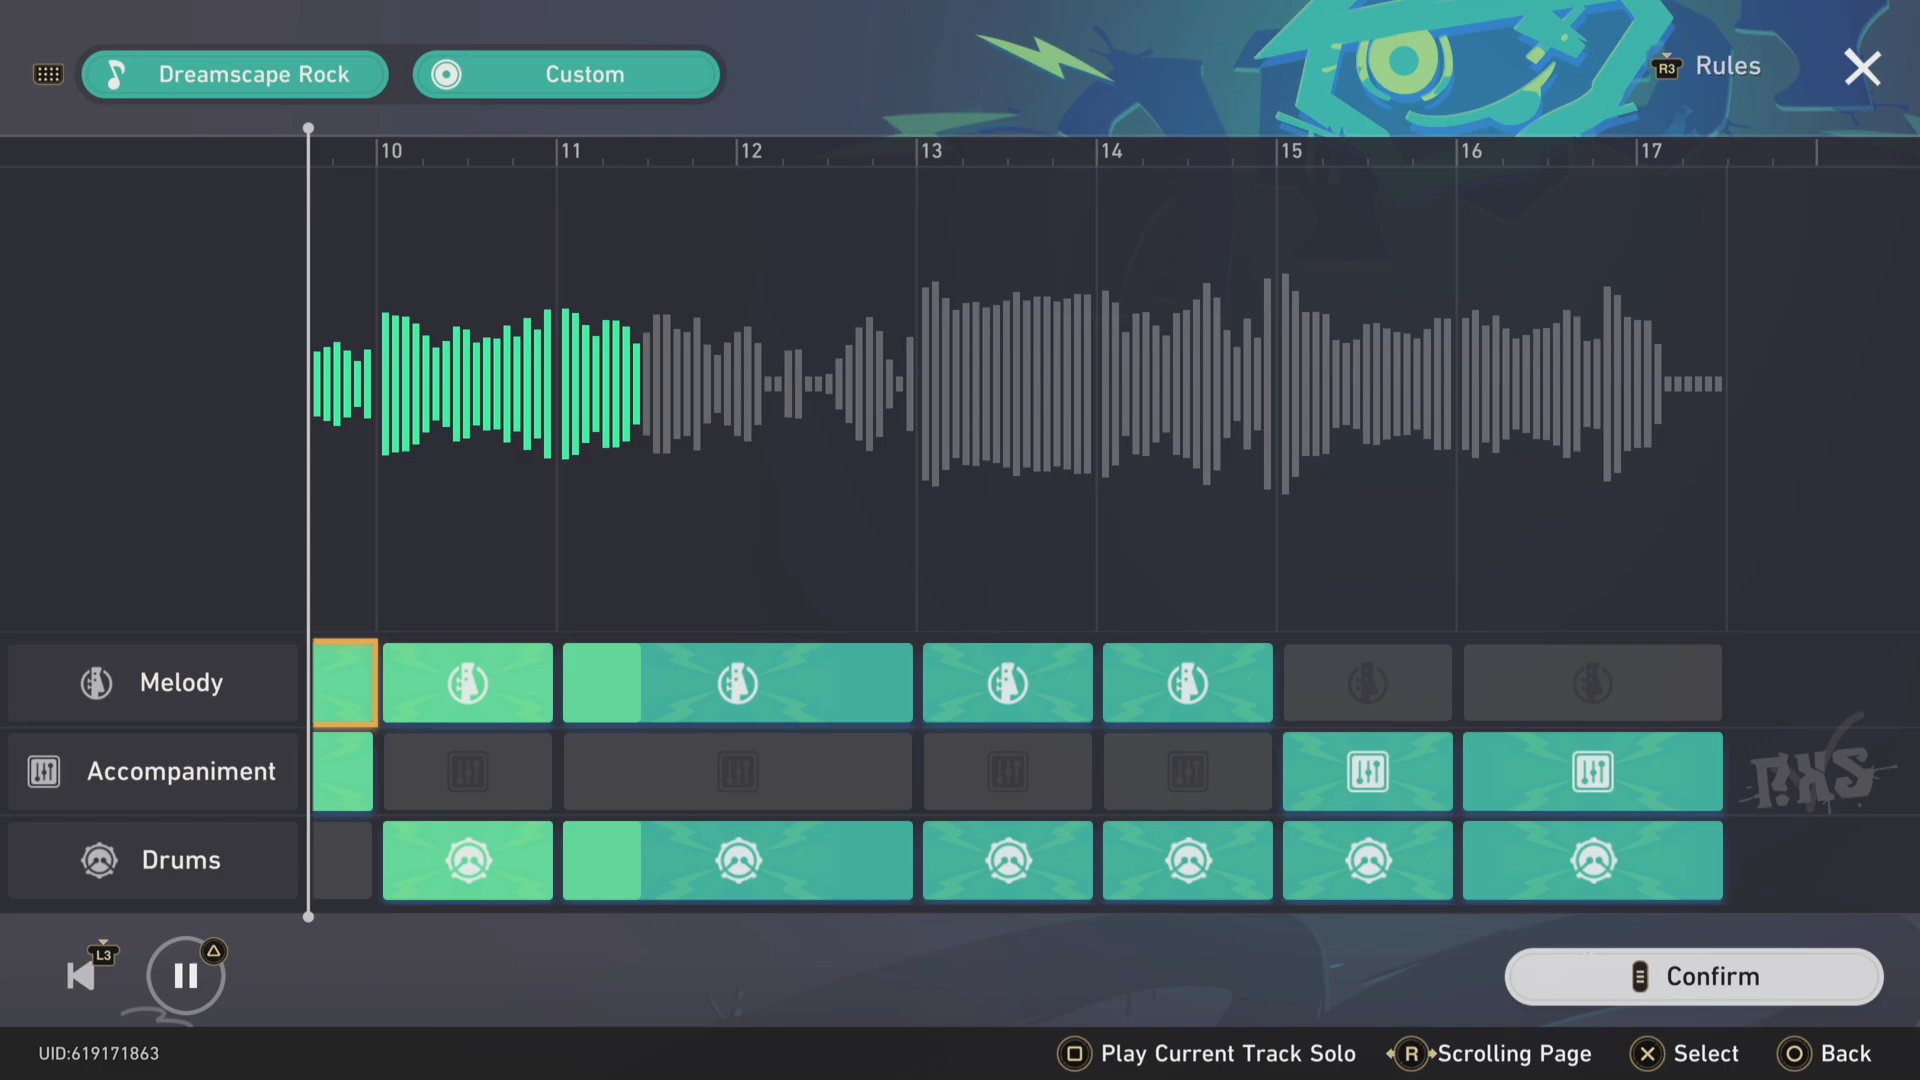 Dreamscape Rock
Custom
R3 Rules
10 11 12 13 14 15 16 17
Melody
Accompaniment
Drums
L3
Confirm
UID:619171863
Play Current Track Solo
R Scrolling Page
Select
Back